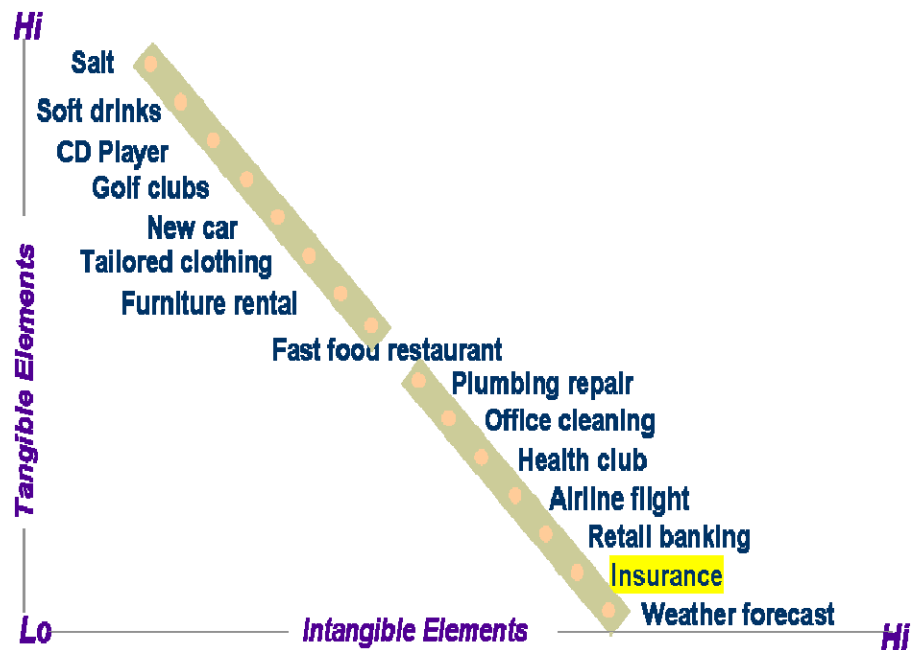 Hi
Salt
Soft drinks
CD Player
Golf clubs
New car
Tailored clothing
Furniture rental
Fast food restaurant
Plumbing repair
Office cleaning
Health club
Airline flight
Retail banking
Insurance
Weather forecast
Tangible Elements
Lo
Intangible Elements
Hi